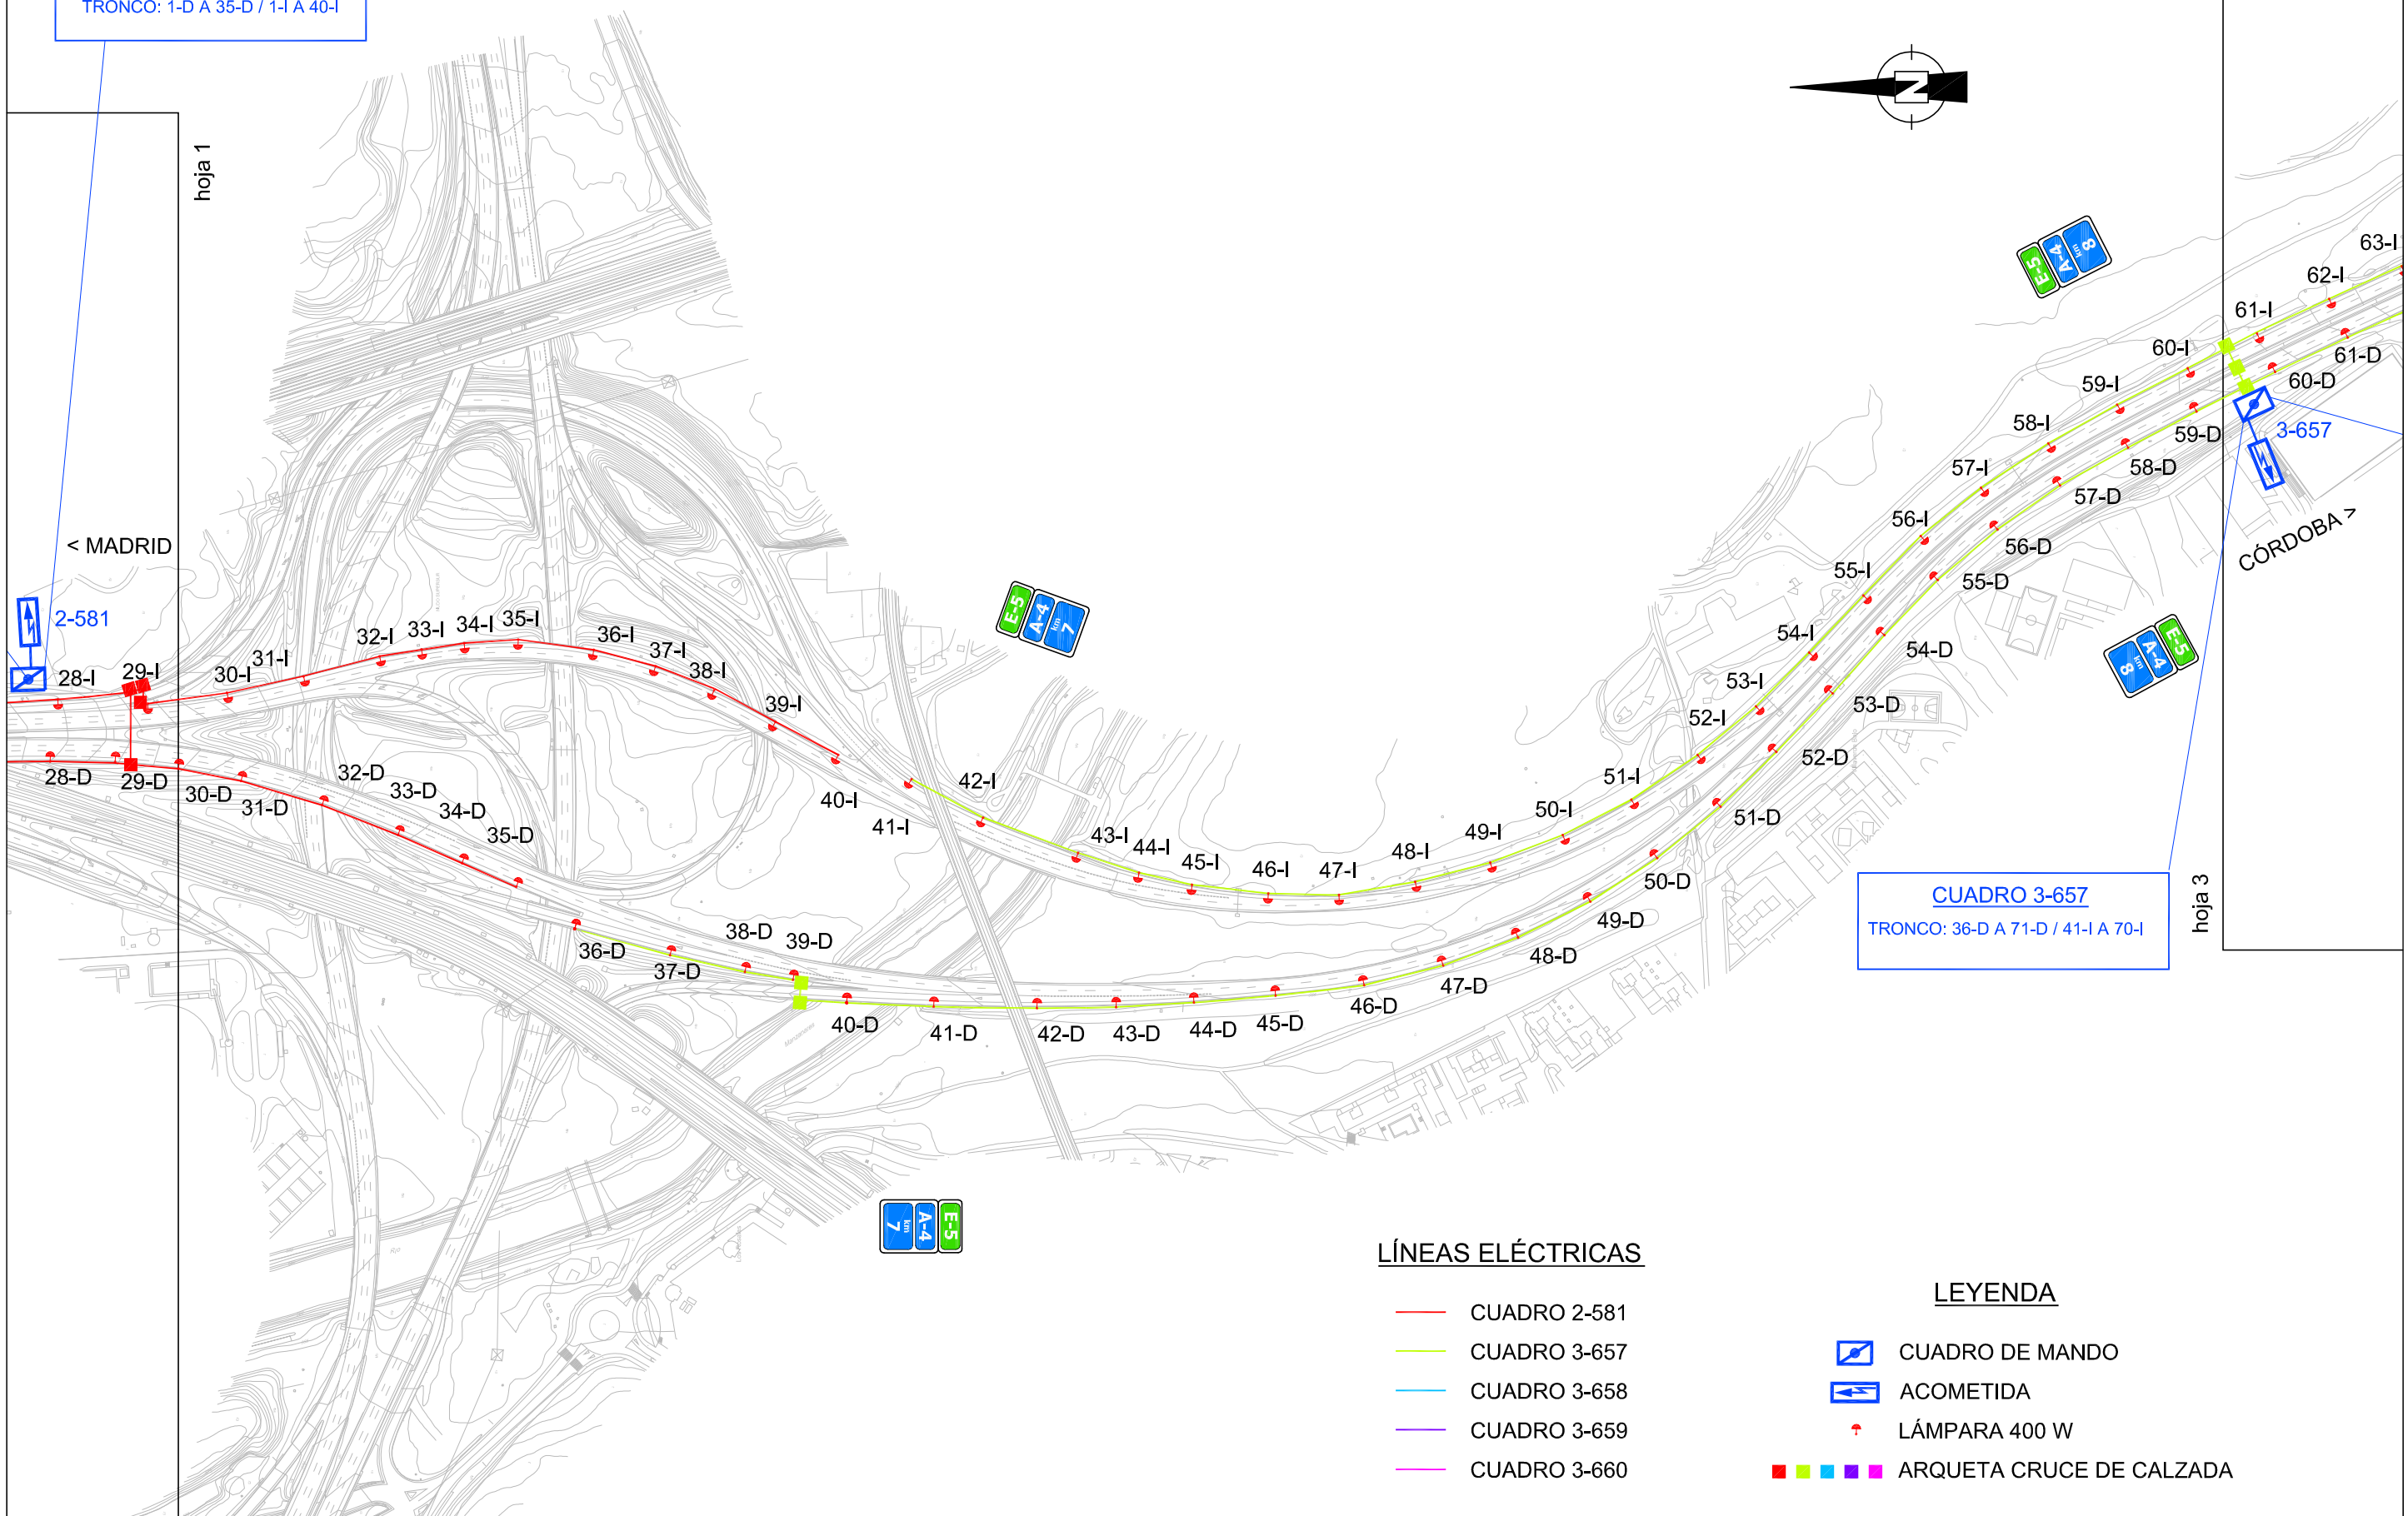 TRONCO: 1-D A 35-D / 1-I A 40-I
hoja 1
< MADRID
2-581
28-I
29-I
30-I
31-I
32-I
33-I
34-I
35-I
36-I
37-I
38-I
39-I
40-I
41-I
42-I
43-I
44-I
45-I
46-I
47-I
48-I
49-I
50-I
51-I
52-I
53-I
54-I
55-I
56-I
57-I
58-I
59-I
60-I
61-I
62-I
63-I
28-D
29-D
30-D
31-D
32-D
33-D
34-D
35-D
36-D
37-D
38-D
39-D
40-D
41-D
42-D
43-D
44-D
45-D
46-D
47-D
48-D
49-D
50-D
51-D
52-D
53-D
54-D
55-D
56-D
57-D
58-D
59-D
60-D
61-D
N
E-5
A-4
km 7
E-5
A-4
km 8
E-5
A-4
km 8
E-5
A-4
km 7
3-657
CÓRDOBA >
CUADRO 3-657
TRONCO: 36-D A 71-D / 41-I A 70-I
hoja 3
Manzanares
RÍO
LÍNEAS ELÉCTRICAS
CUADRO 2-581
CUADRO 3-657
CUADRO 3-658
CUADRO 3-659
CUADRO 3-660
LEYENDA
CUADRO DE MANDO
ACOMETIDA
LÁMPARA 400 W
ARQUETA CRUCE DE CALZADA